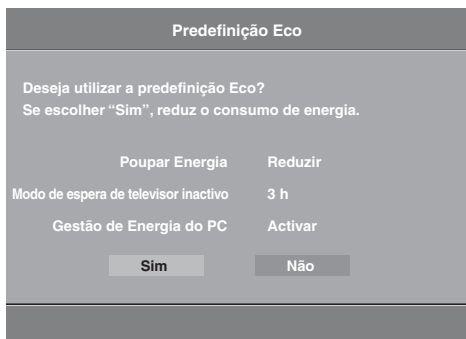 Predefinição Eco
Deseja utilizar a predefinição Eco?
Se escolher “Sim”, reduz o consumo de energia.
Poupar Energia Reduzir
Modo de espera de televisor inactivo 3 h
Gestão de Energia do PC Activar
Sim Não